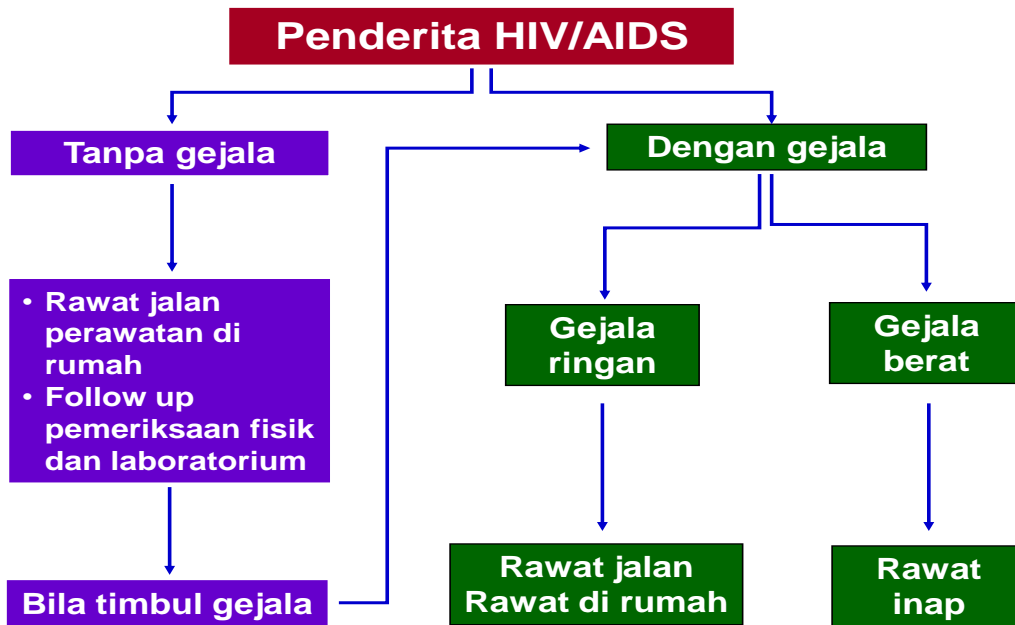 Penderita HIV/AIDS
Tanpa gejala
Dengan gejala
• Rawat jalan
perawatan di
rumah
• Follow up
pemeriksaan fisik
dan laboratorium
Gejala
ringan
Gejala
berat
Bila timbul gejala
Rawat jalan
Rawat di rumah
Rawat
inap